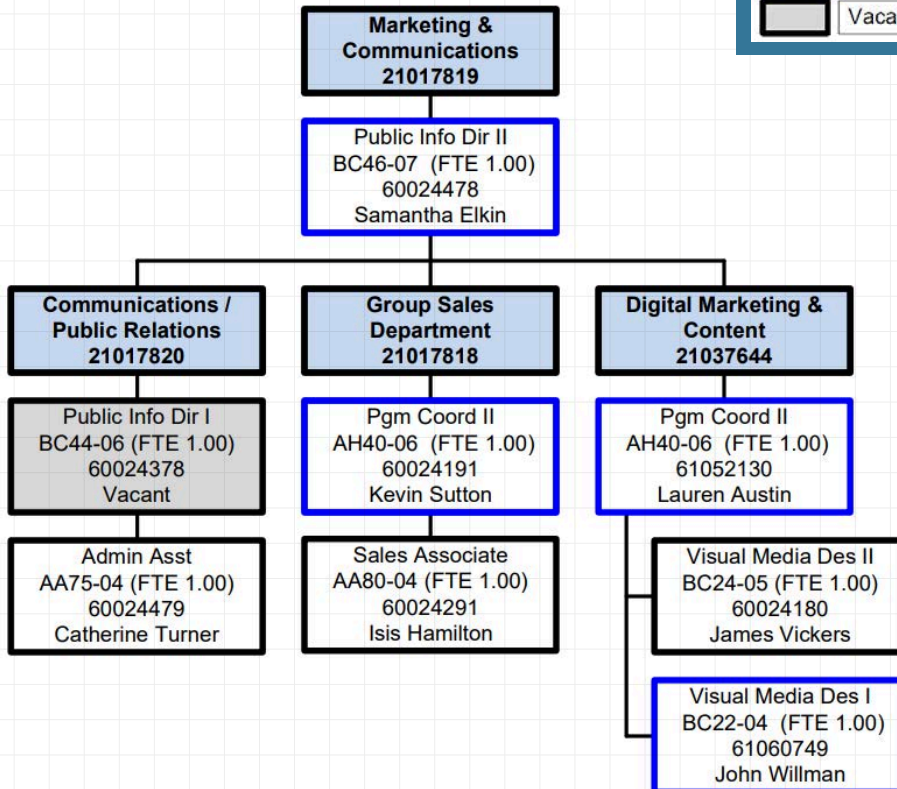 Vaca
Marketing &
Communications
21017819
Public Info Dir II
BC46-07 (FTE 1.00)
60024478
Samantha Elkin
Communications /
Public Relations
21017820
Public Info Dir I
BC44-06 (FTE 1.00)
60024378
Vacant
Admin Asst
AA75-04 (FTE 1.00)
60024479
Catherine Turner
Group Sales
Department
21017818
Pgm Coord II
AH40-06 (FTE 1.00)
60024191
Kevin Sutton
Sales Associate
AA80-04 (FTE 1.00)
60024291
Isis Hamilton
Digital Marketing &
Content
21037644
Pgm Coord II
AH40-06 (FTE 1.00)
61052130
Lauren Austin
Visual Media Des II
BC24-05 (FTE 1.00)
60024180
James Vickers
Visual Media Des I
BC22-04 (FTE 1.00)
61060749
John Willman